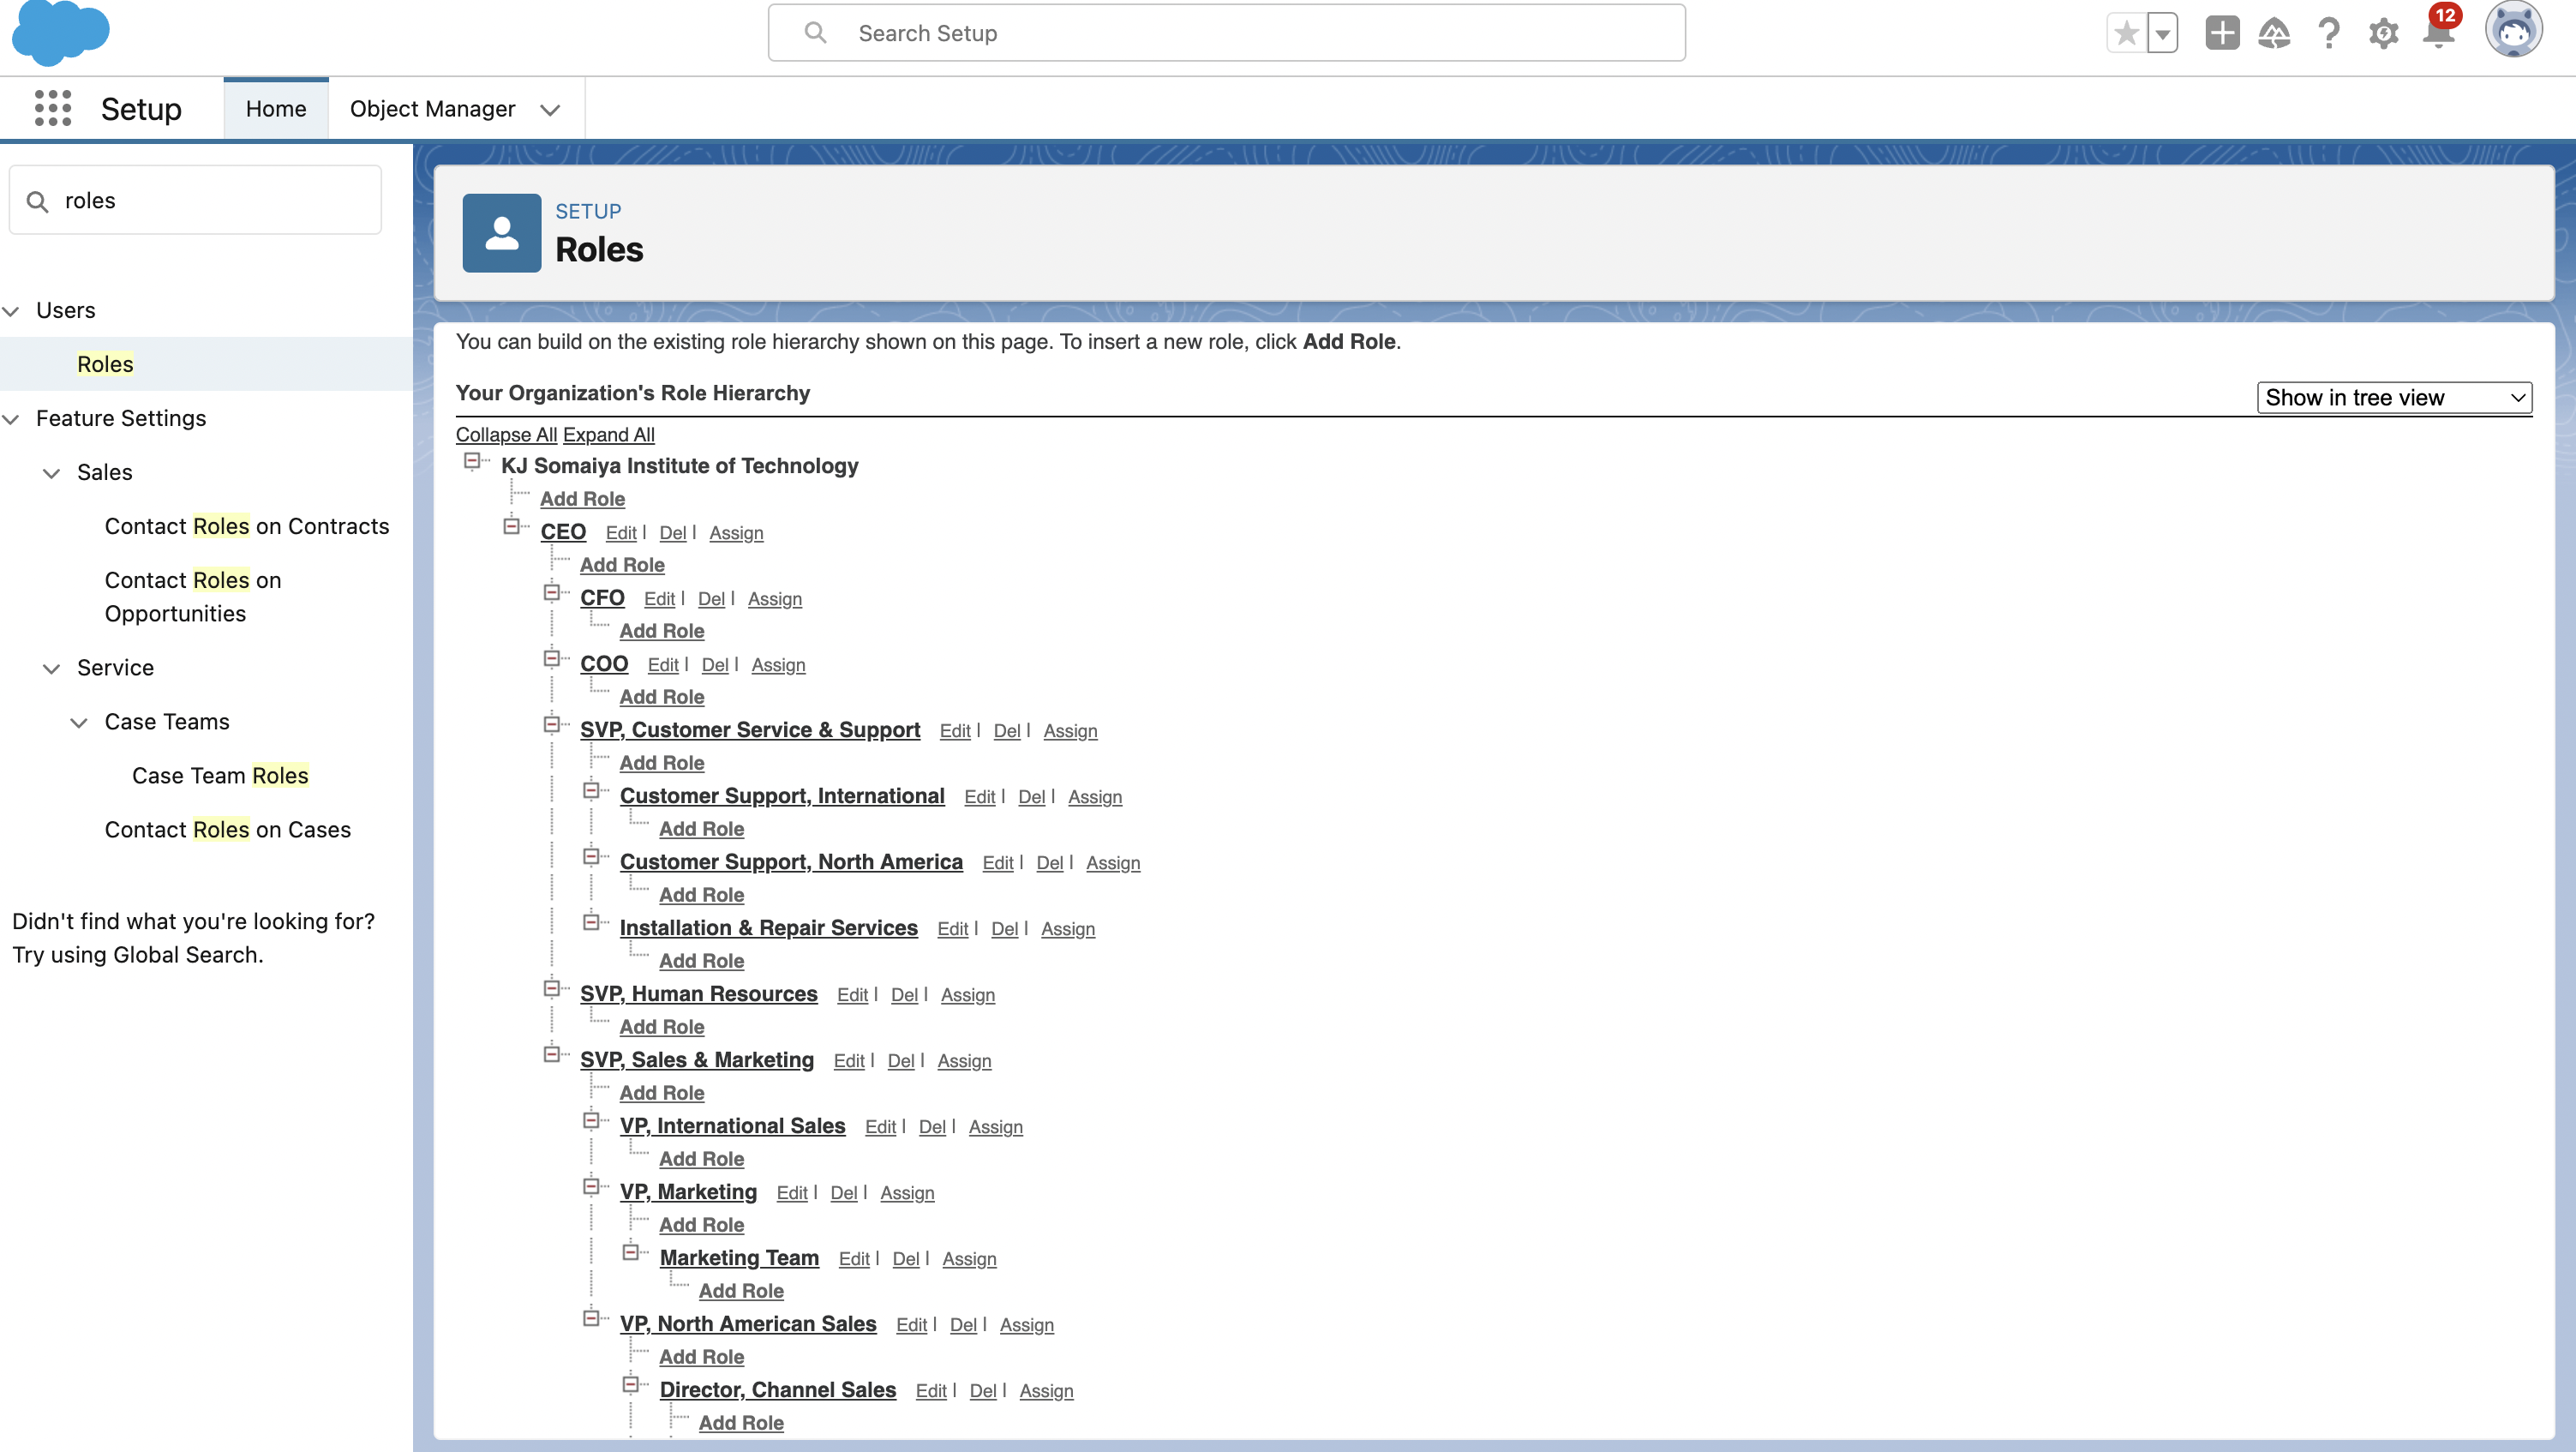 Search Setup
12
Setup
Home
Object Manager
roles
Users
Roles
Feature Settings
Sales
Contact Roles on Contracts
Contact Roles on
Opportunities
Service
Case Teams
Case Team Roles
Contact Roles on Cases
Didn't find what you're looking for?
Try using Global Search.
SETUP
Roles
You can build on the existing role hierarchy shown on this page. To insert a new role, click Add Role.
Your Organization's Role Hierarchy
Show in tree view
Collapse All Expand All
KJ Somaiya Institute of Technology
Add Role
CEO Edit | Del | Assign
Add Role
CFO Edit | Del | Assign
Add Role
COO Edit | Del | Assign
Add Role
SVP, Customer Service & Support Edit | Del | Assign
Add Role
Customer Support, International Edit | Del | Assign
Add Role
Customer Support, North America Edit | Del | Assign
Add Role
Installation & Repair Services Edit | Del | Assign
Add Role
SVP, Human Resources Edit | Del | Assign
Add Role
SVP, Sales & Marketing Edit | Del | Assign
Add Role
VP, International Sales Edit | Del | Assign
Add Role
VP, Marketing Edit | Del | Assign
Add Role
Marketing Team Edit | Del | Assign
Add Role
VP, North American Sales Edit | Del | Assign
Add Role
Director, Channel Sales Edit | Del | Assign
Add Role